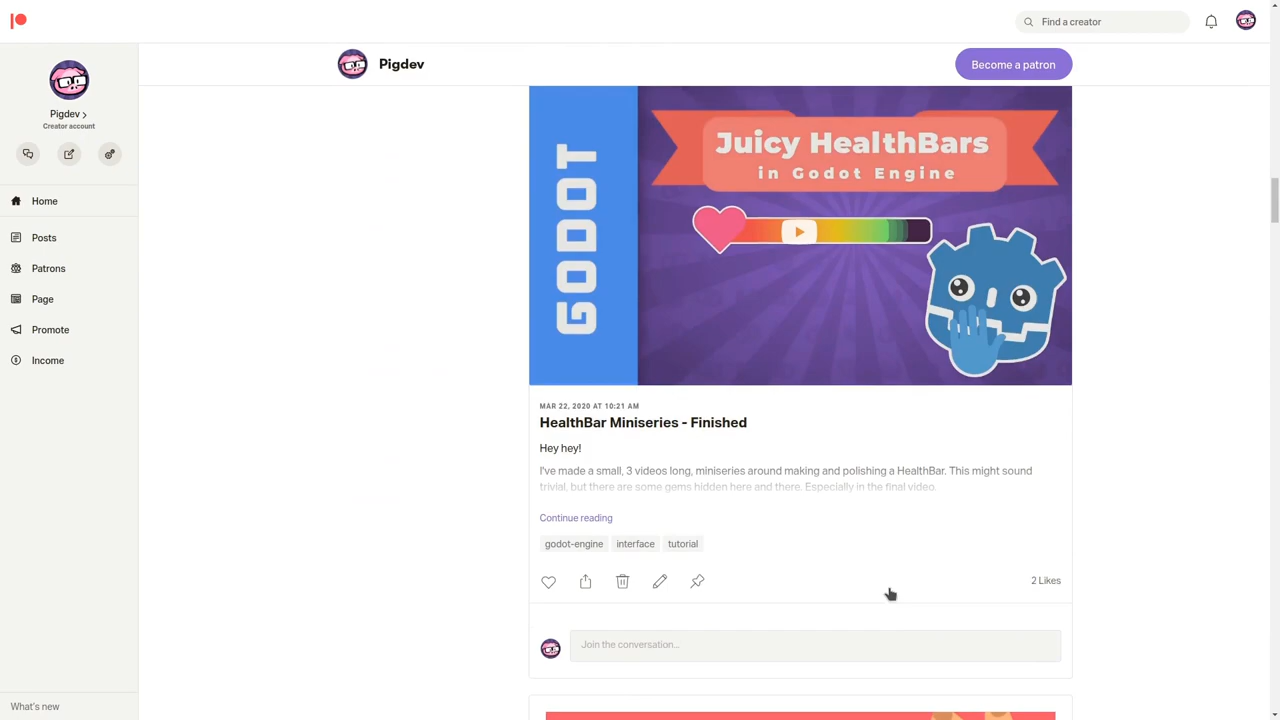 Find a creator
Pigdev
Become a patron
Pigdev
Creator account
Home
Posts
Patrons
Page
Promote
Income
What's new
GODOT
Juicy HealthBars
in Godot Engine
MAR 22, 2020 AT 10:21 AM
HealthBar Miniseries - Finished
Hey hey!
I've made a small, 3 videos long, miniseries around making and polishing a HealthBar. This might sound
trivial, but there are some gems hidden here and there. Especially in the final video.
Continue reading
godot-engine interface tutorial
2 Likes
Join the conversation...